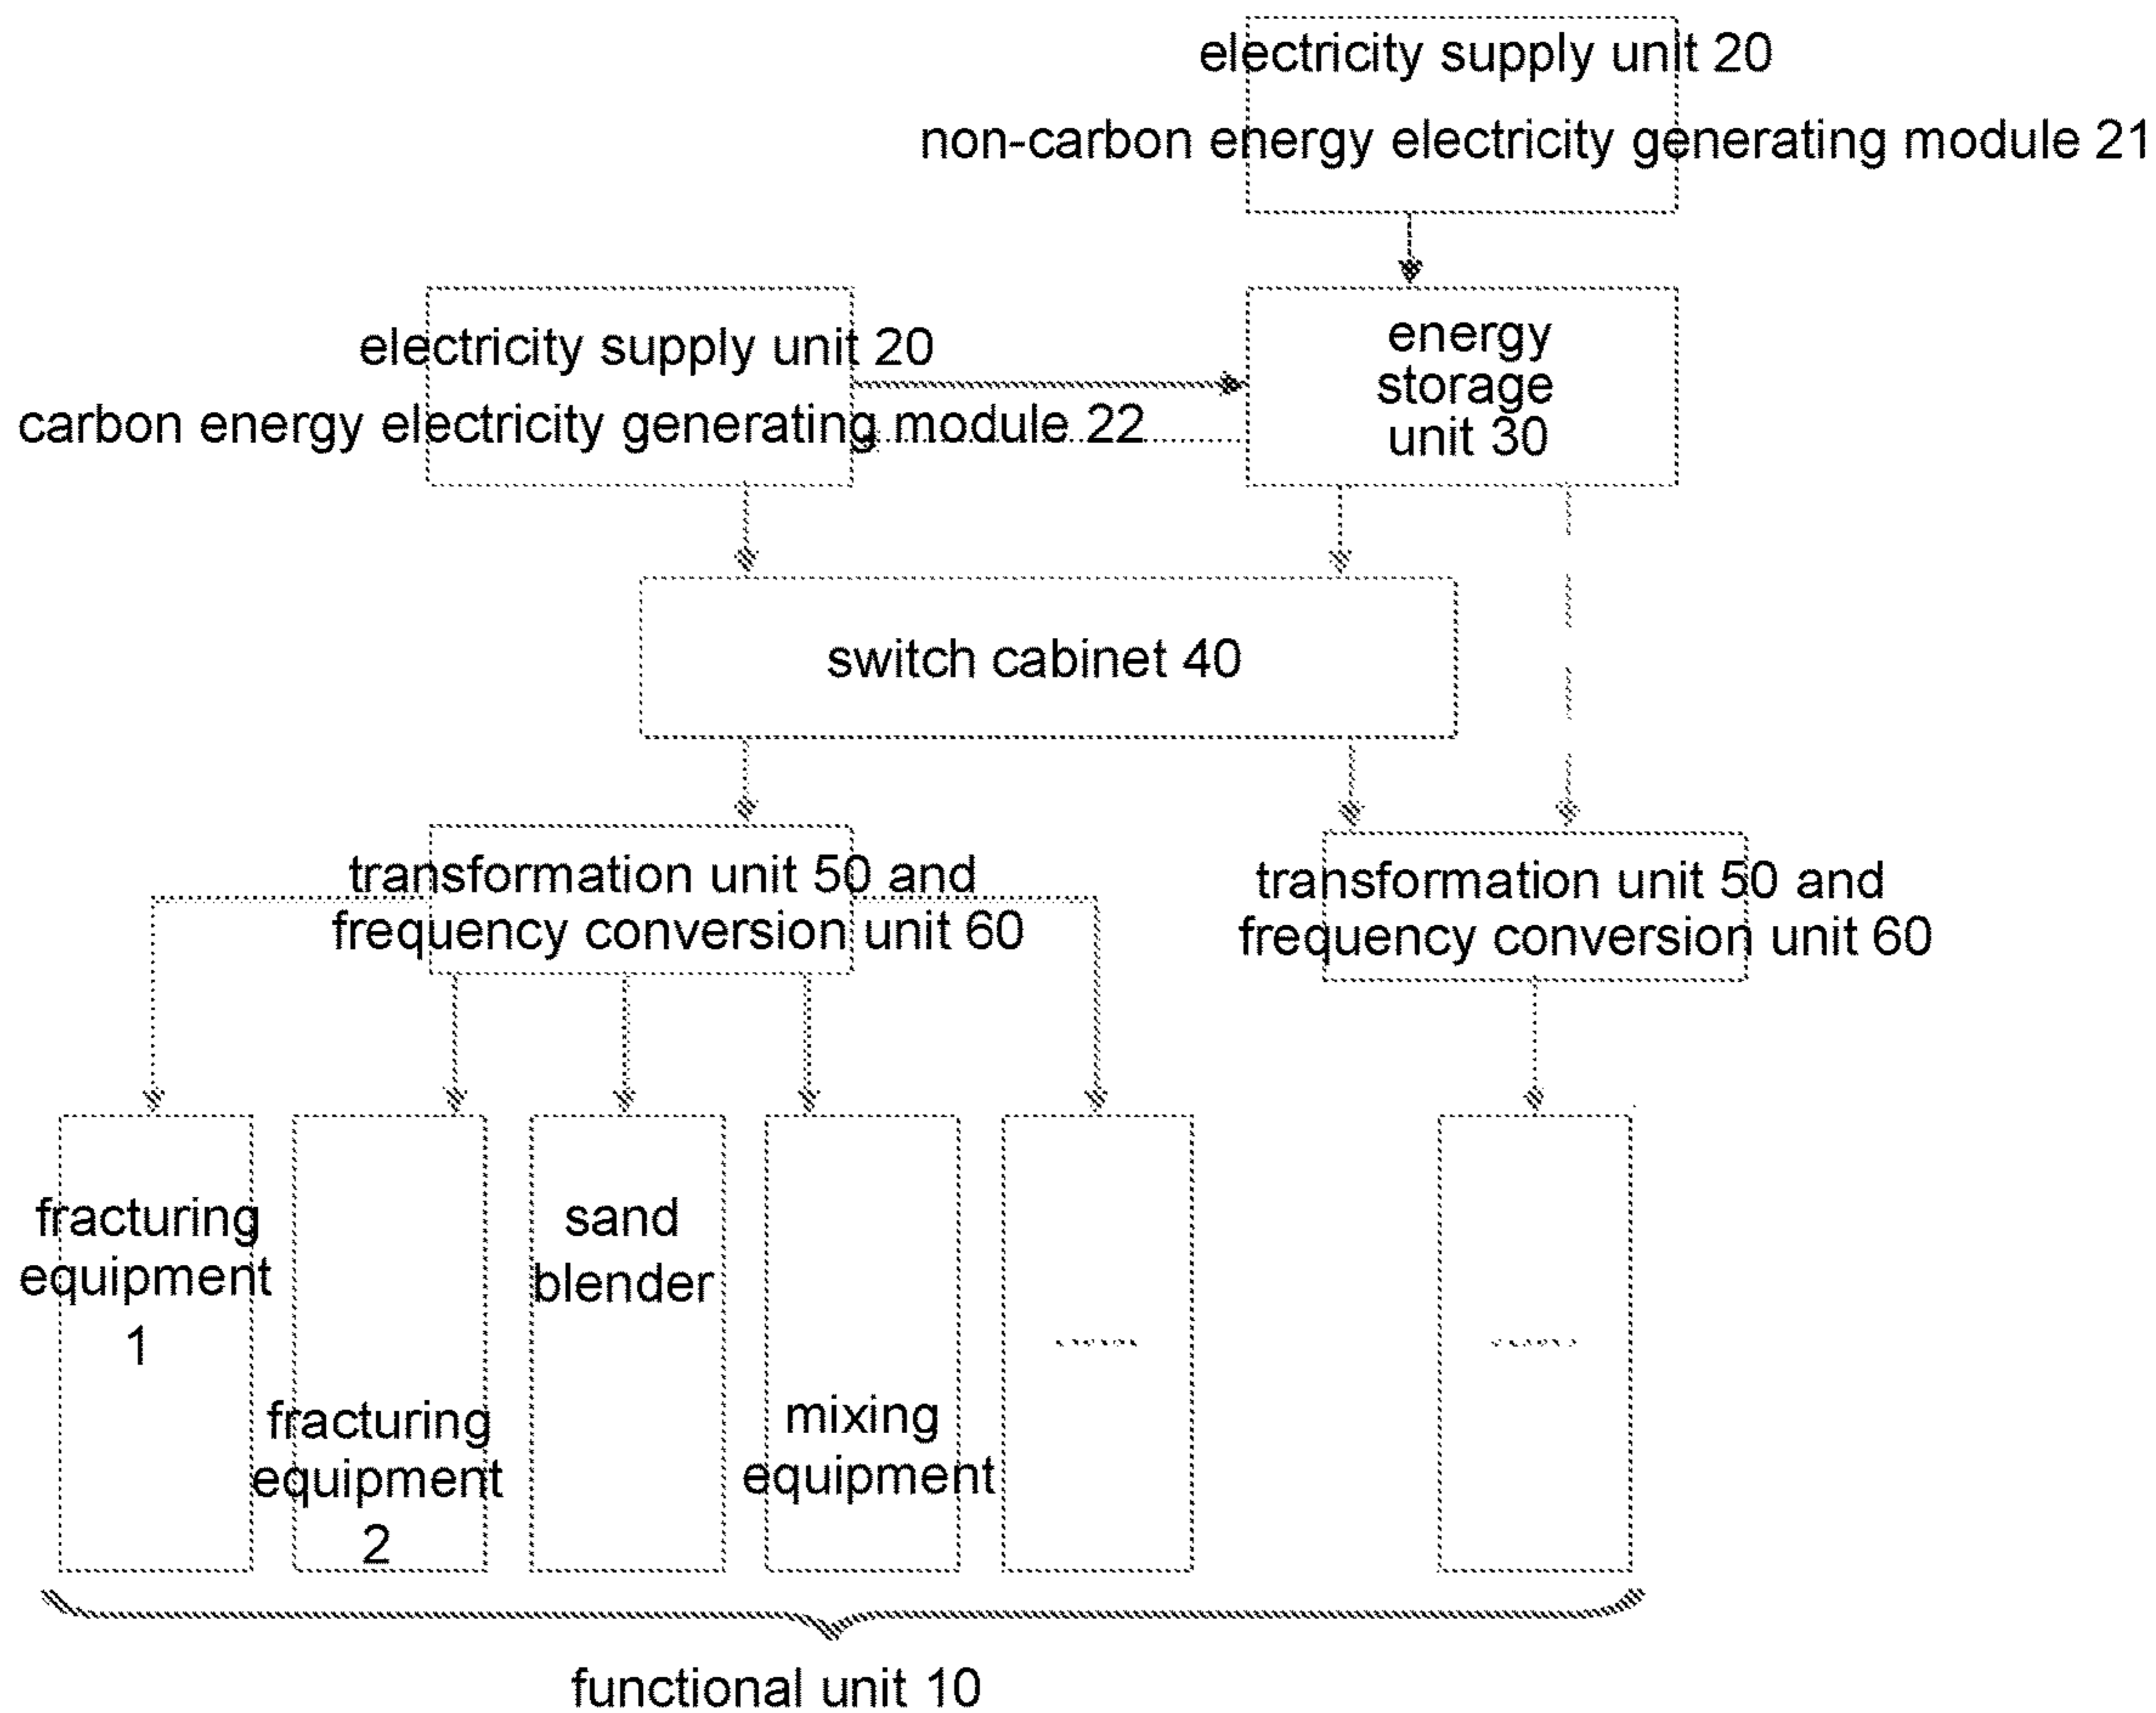 electricity supply unit 20
non-carbon energy electricity generating module 21
electricity supply unit 20
carbon energy electricity generating module 22
energy
storage
unit 30
switch cabinet 40
transformation unit 50 and
frequency conversion unit 60
transformation unit 50 and
frequency conversion unit 60
fracturing
equipment
1
fracturing
equipment
2
sand
blender
mixing
equipment
······
······
functional unit 10